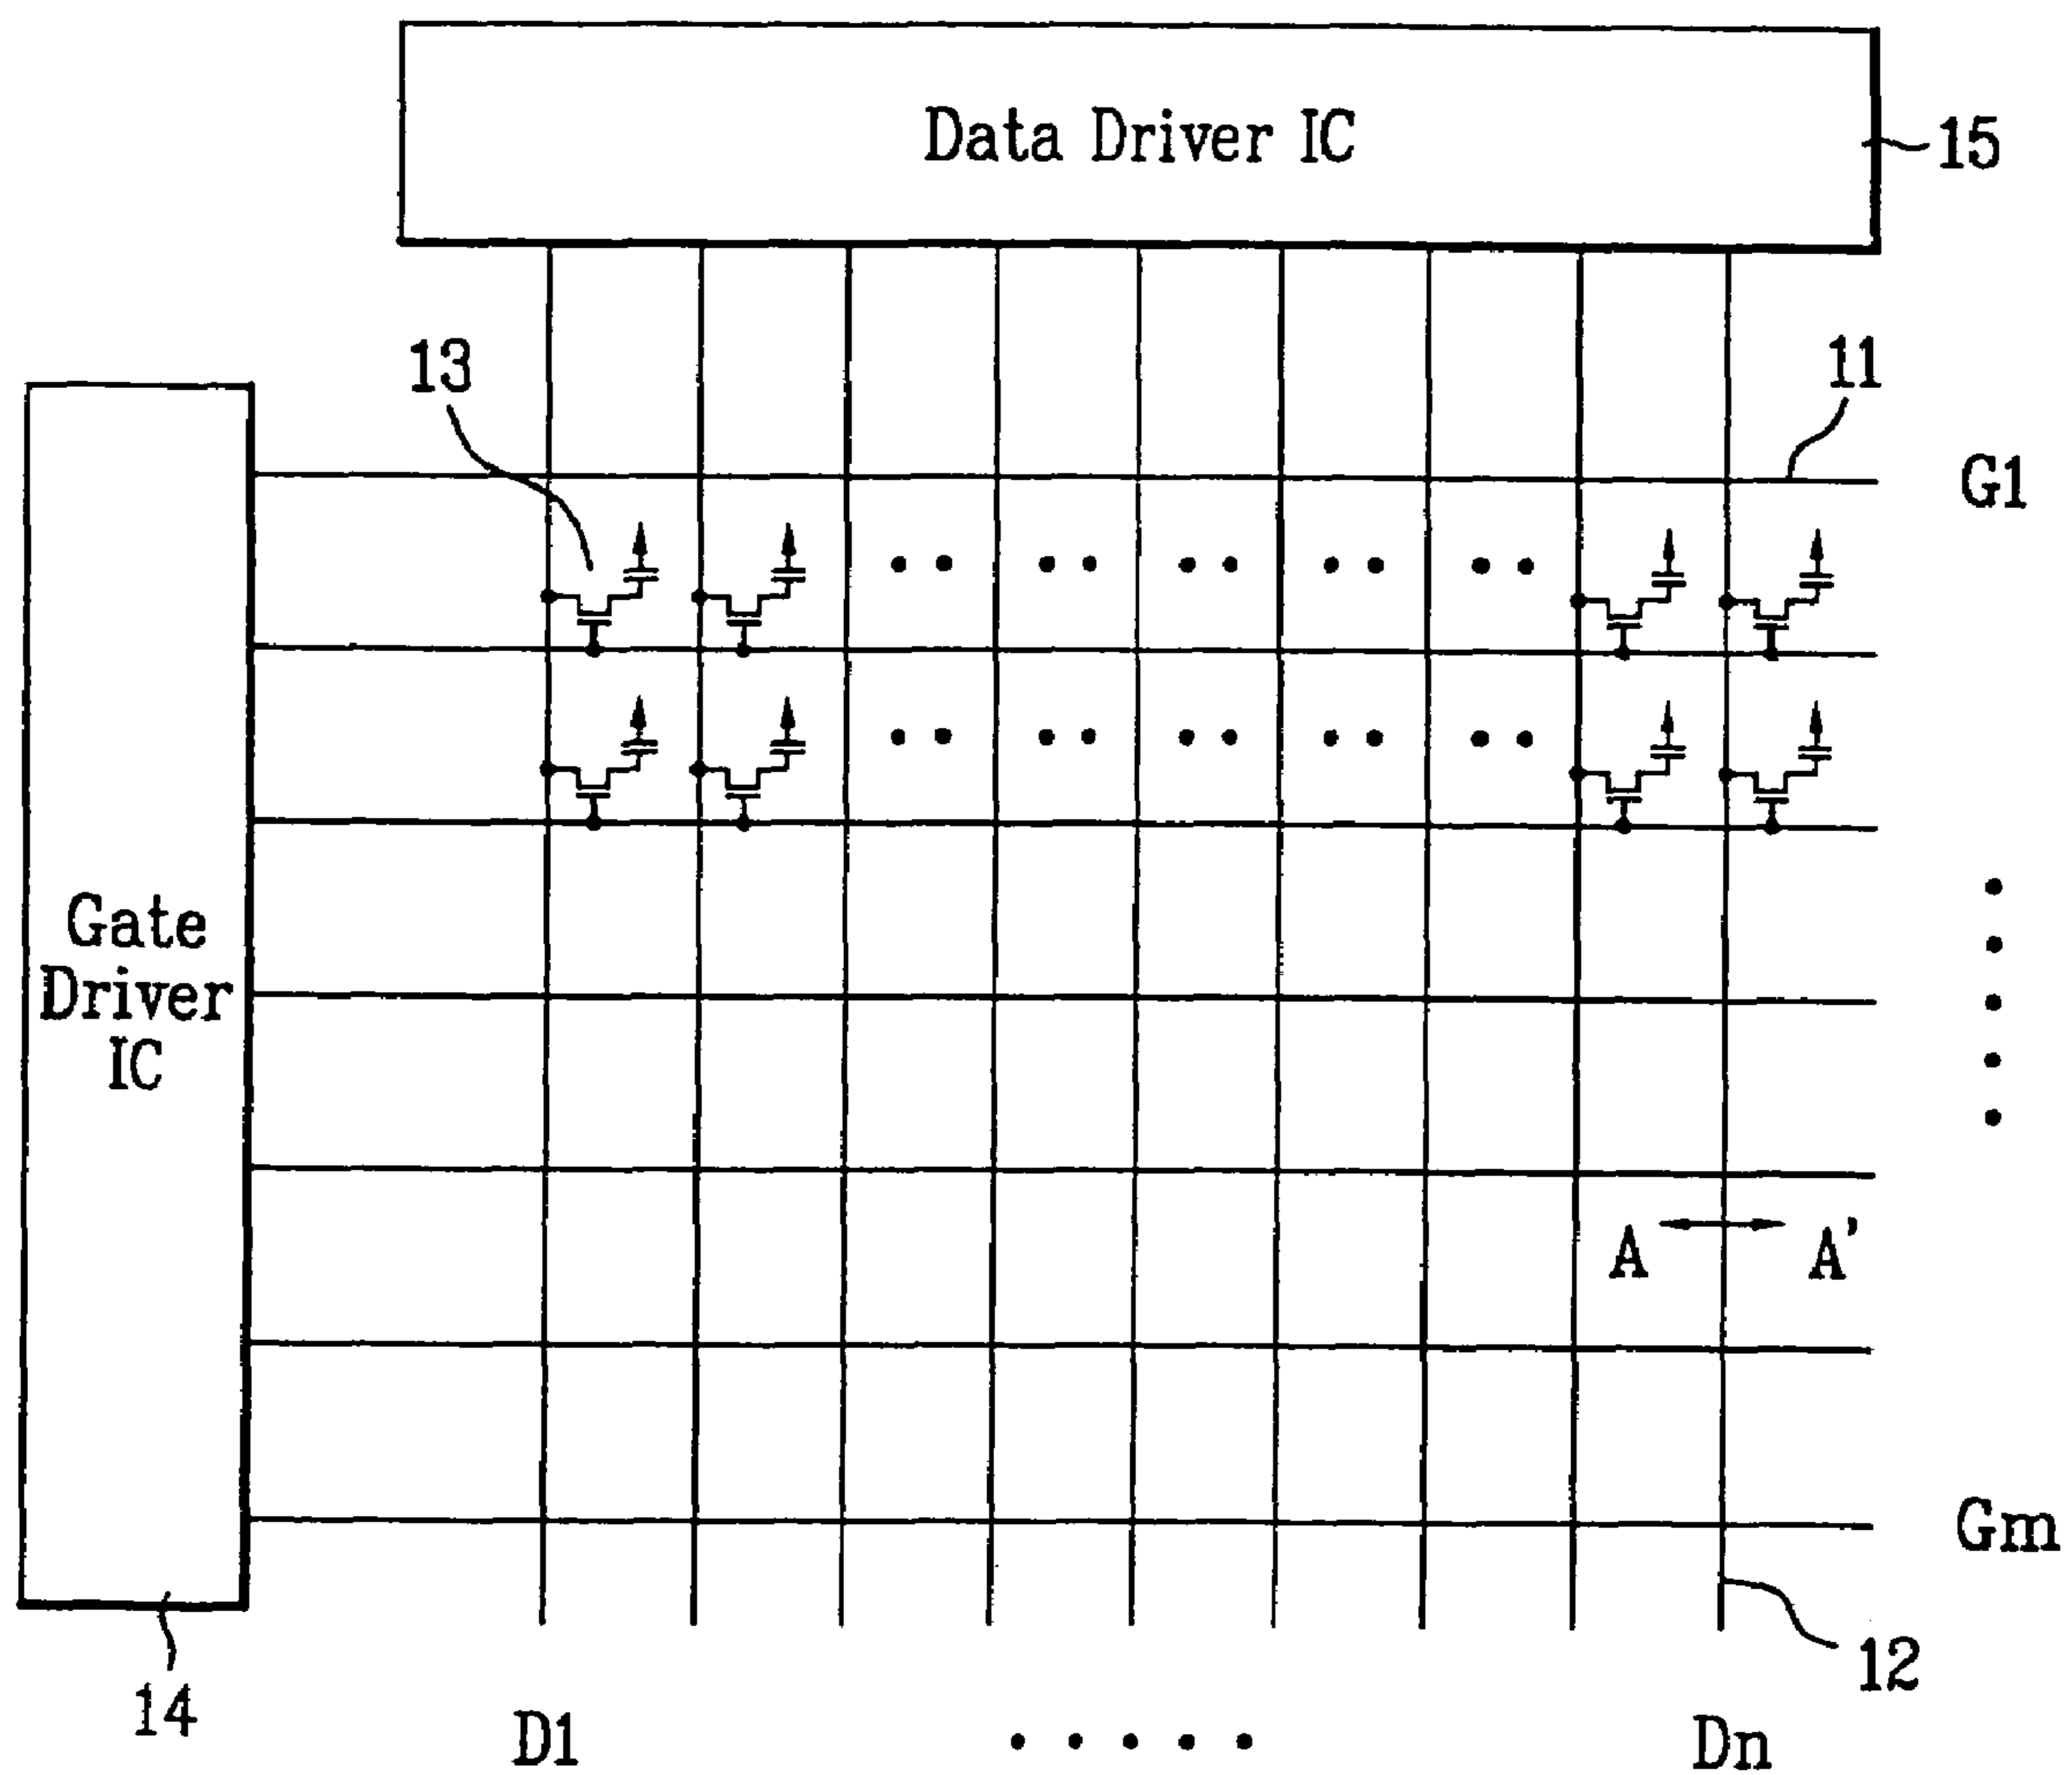 Data Driver IC
15
13
11
G1
Gate
Driver
IC
A
A'
Gm
12
14
D1
Dn